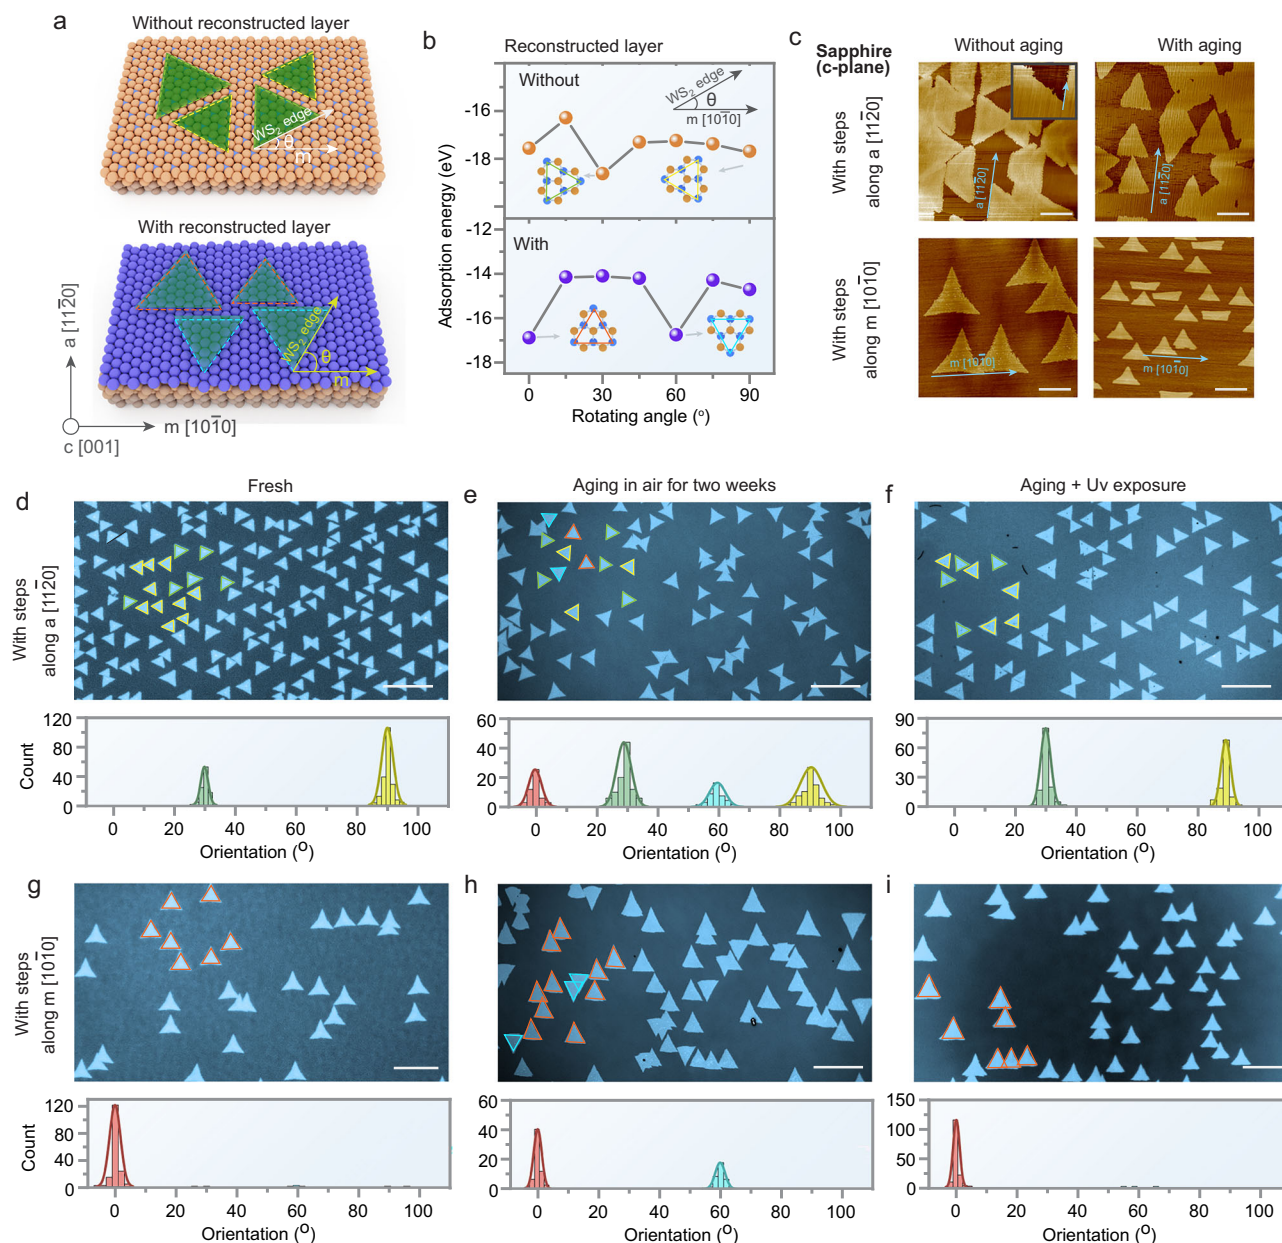 a
Without reconstructed layer
WS₂ edge
θ
m
With reconstructed layer
WS₂ edge
θ
m
a [112̅0]
m [101̅0]
c [001]
b
Reconstructed layer
Without
WS₂ edge
θ
m [101̅0]
-16
-18
With
-12
-14
-16
-18
Adsorption energy (eV)
0
30
60
90
Rotating angle (°)
c
Sapphire
(c-plane)
Without aging
With aging
With steps
along a [112̅0]
a [112̅0]
a [112̅0]
With steps
along m [101̅0]
m [101̅0]
m [101̅0]
d
Fresh
e
Aging in air for two weeks
f
Aging + Uv exposure
With steps
along a [112̅0]
Count
120
80
40
0
0 20 40 60 80 100
Orientation (°)
60
40
20
0
0 20 40 60 80 100
Orientation (°)
90
60
30
0
0 20 40 60 80 100
Orientation (°)
g
h
i
With steps
along m [101̅0]
Count
120
80
40
0
0 20 40 60 80 100
Orientation (°)
60
40
20
0
0 20 40 60 80 100
Orientation (°)
150
100
50
0
0 20 40 60 80 100
Orientation (°)